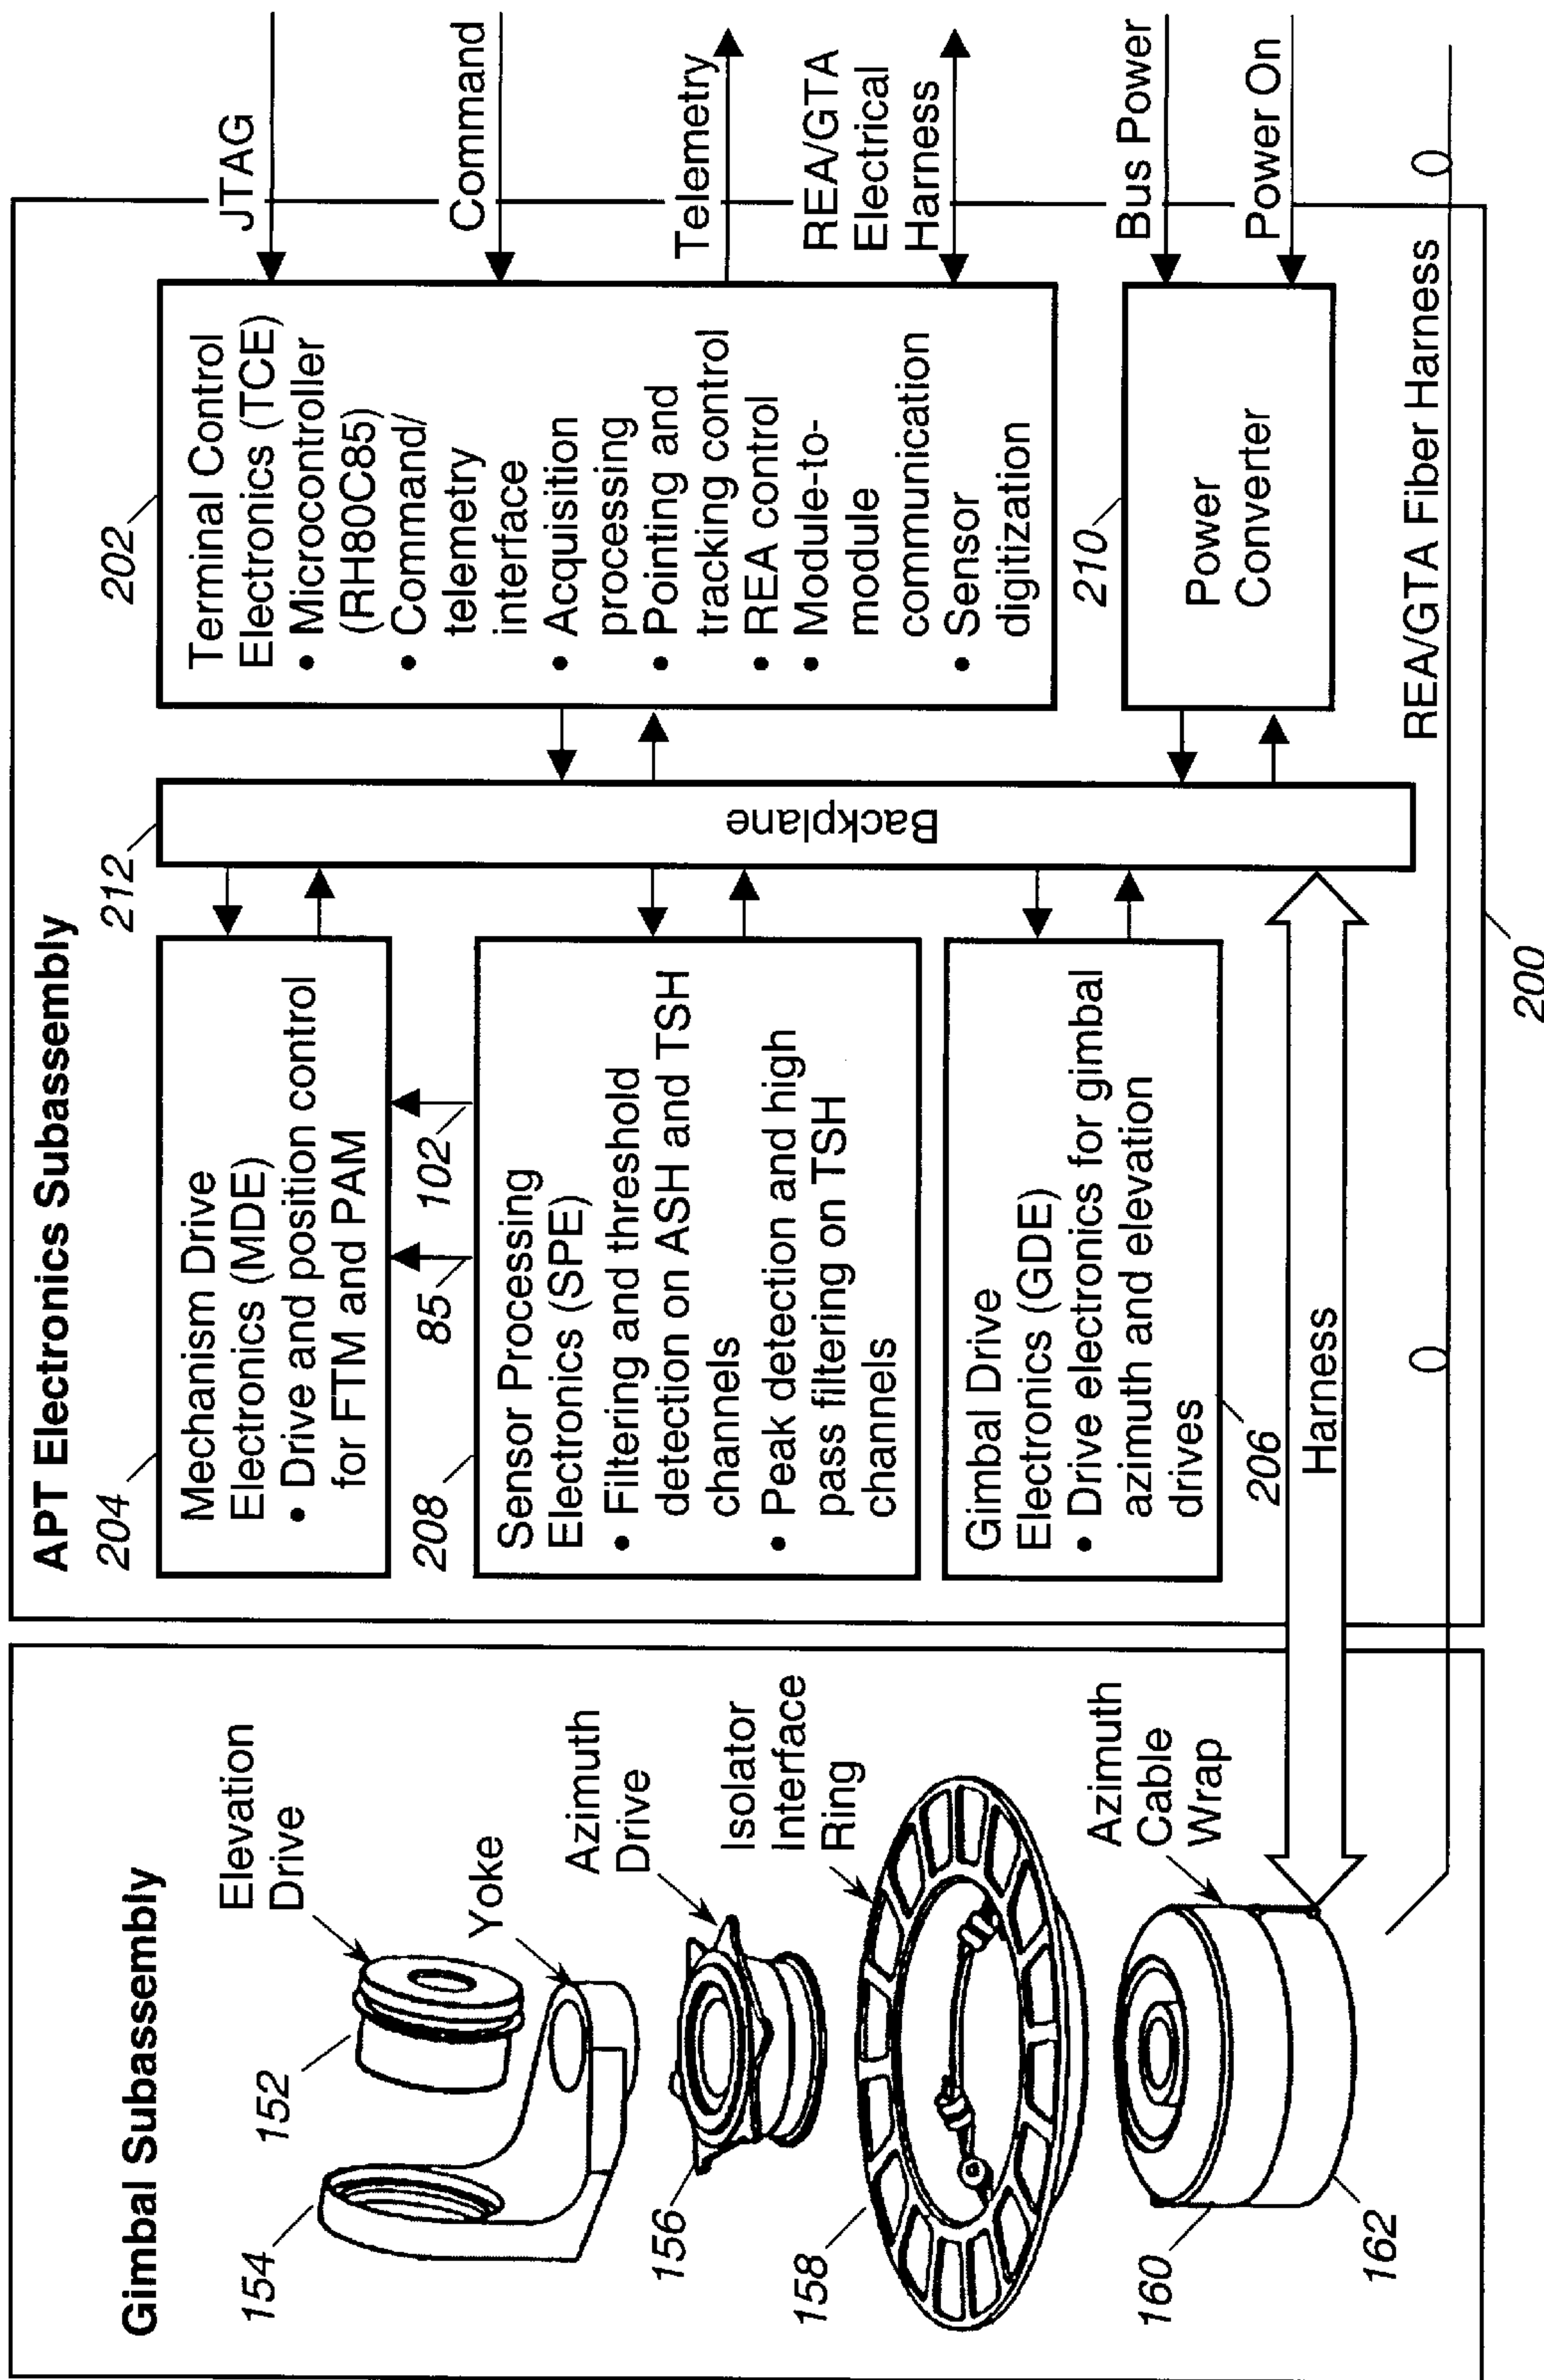 Gimbal Subassembly
154
152
Elevation
Drive
Yoke
156
Azimuth
Drive
158
Isolator
Interface
Ring
160
162
Azimuth
Cable
Wrap
APT Electronics Subassembly
204
Mechanism Drive
Electronics (MDE)
• Drive and position control
for FTM and PAM
85
102
208
Sensor Processing
Electronics (SPE)
• Filtering and threshold
detection on ASH and TSH
channels
• Peak detection and high
pass filtering on TSH
channels
Gimbal Drive
Electronics (GDE)
• Drive electronics for gimbal
azimuth and elevation
drives
206
Harness
212
Backplane
202
Terminal Control
Electronics (TCE)
• Microcontroller
(RH80C85)
• Command/
telemetry
interface
• Acquisition
processing
• Pointing and
tracking control
• REA control
• Module-to-
module
communication
• Sensor
digitization
210
Power
Converter
REA/GTA Fiber Harness
200
JTAG
Command
Telemetry
REA/GTA
Electrical
Harness
Bus Power
Power On